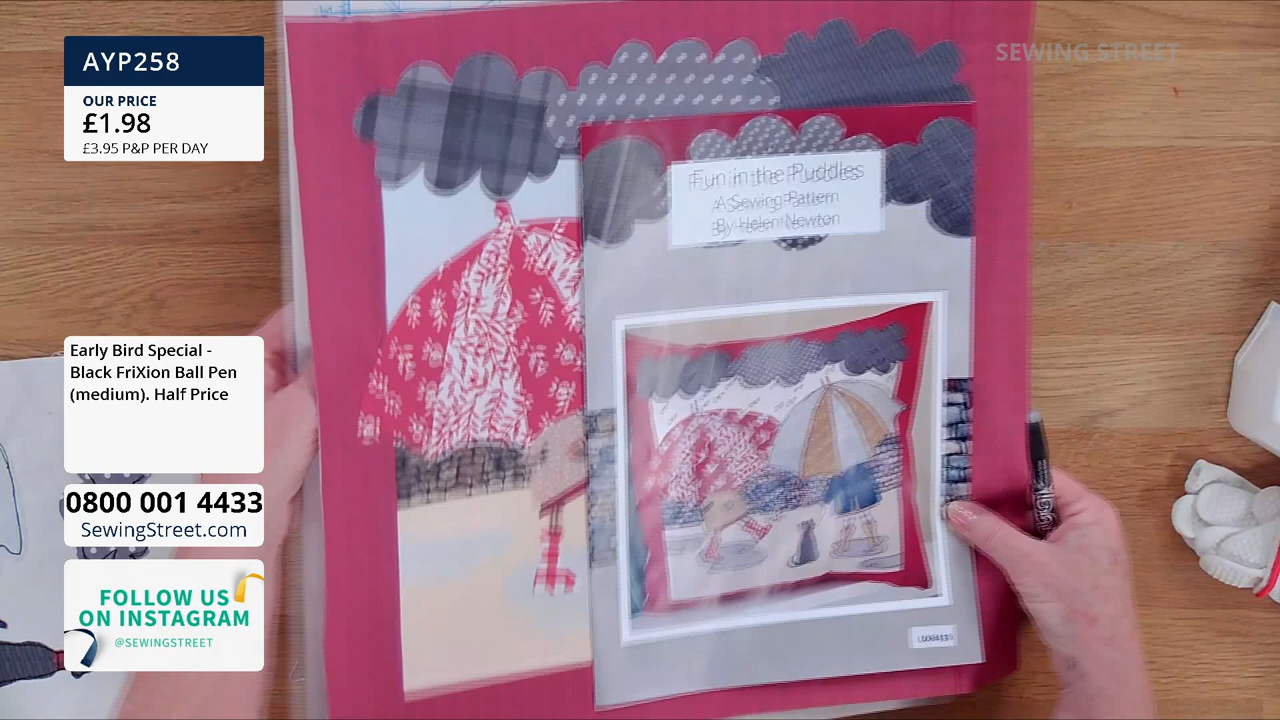 AYP258
OUR PRICE
£1.98
£3.95 P&P PER DAY
SEWING STREET
Fun in the Puddles
A Sewing Pattern
By Helen Newton
Early Bird Special -
Black FriXion Ball Pen
(medium). Half Price
0800 001 4433
SewingStreet.com
FOLLOW US
ON INSTAGRAM
@SEWINGSTREET